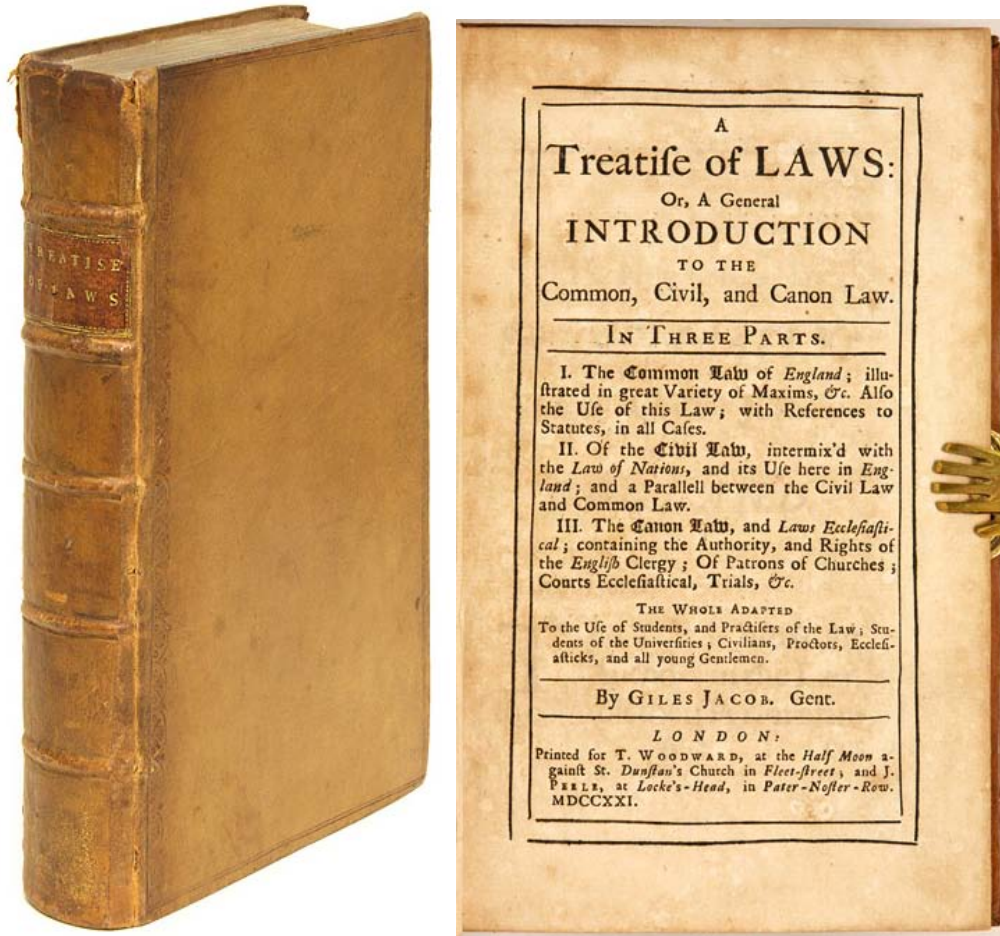 TREATISE
OF LAWS
A
Treatiſe of LAWS:
Or, A General
INTRODUCTION
TO THE
Common, Civil, and Canon Law.
IN THREE PARTS.
I. The Common Law of England; illu-
ſtrated in great Variety of Maxims, &c. Alſo
the Uſe of this Law; with References to
Statutes, in all Caſes.
II. Of the Civil Law, intermix'd with
the Law of Nations, and its Uſe here in Eng-
land; and a Parallell between the Civil Law
and Common Law.
III. The Canon Law, and Laws Eccleſiaſti-
cal; containing the Authority, and Rights of
the Engliſh Clergy; Of Patrons of Churches;
Courts Eccleſiaſtical, Trials, &c.
THE WHOLE ADAPTED
To the Uſe of Students, and Practiſers of the Law; Stu-
dents of the Univerſities; Civilians, Proctors, Eccleſi-
aſticks, and all young Gentlemen.
By GILES JACOB. Gent.
LONDON:
Printed for T. WOODWARD, at the Half Moon a-
gainſt St. Dunſtan's Church in Fleet-ſtreet; and J.
PEELE, at Locke's-Head, in Pater-Noſter-Row.
MDCCXXI.